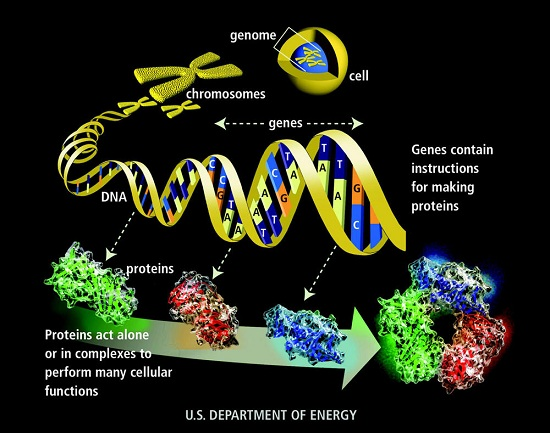 genome
cell
chromosomes
genes
C
C
T
T
T
C
A
G
G
DNA
G
T
A
A
A
A
T
T
G
A
A
C
Genes contain
instructions
for making
proteins
proteins
Proteins act alone
or in complexes to
perform many cellular
functions
U.S. DEPARTMENT OF ENERGY